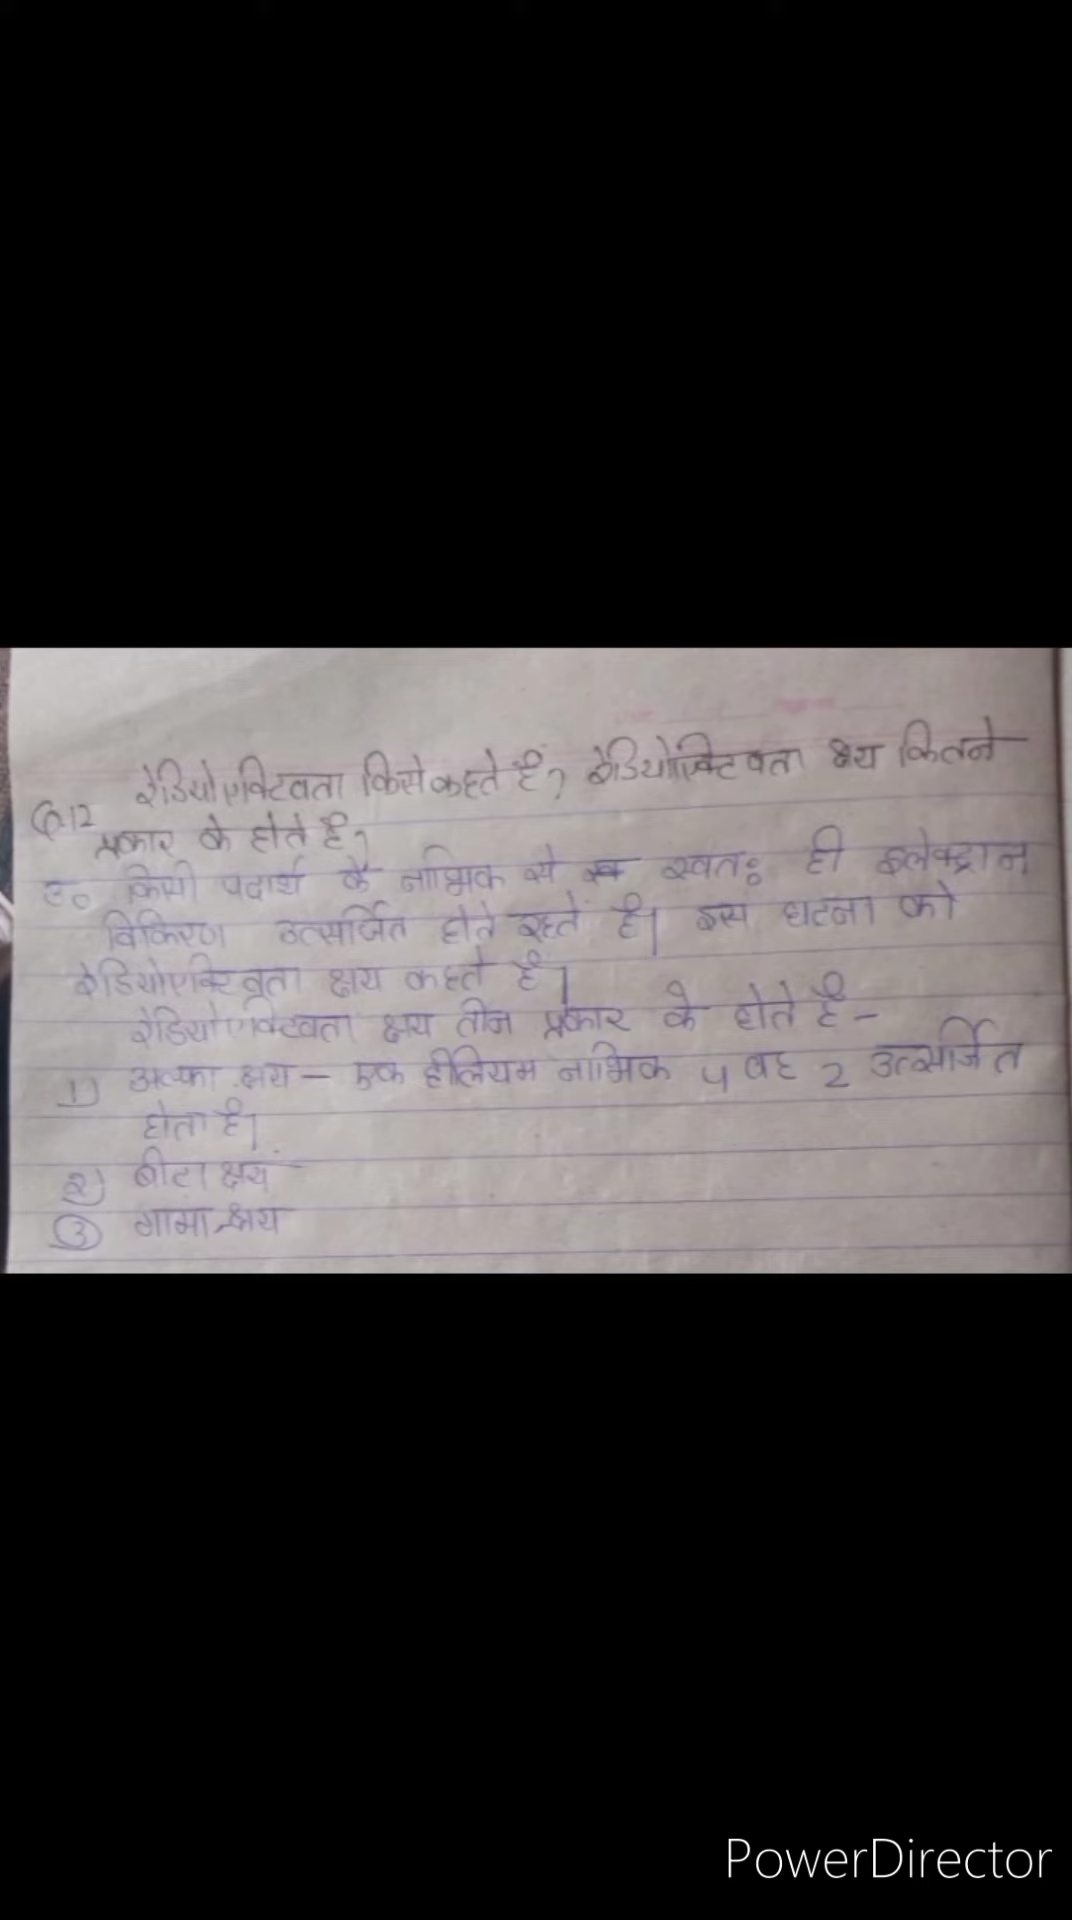 Q.12 रेडियोएक्टिवता किसे कहते हैं? रेडियोएक्टिवता क्षय कितने
प्रकार के होते है?
उ० किसी पदार्थ के नाभिक से स्वतः ही इलेक्ट्रान
विकिरण उत्सर्जित होते रहते है। इस घटना को
रेडियोएक्टिवता क्षय कहते है।
रेडियोएक्टिवता क्षय तीन प्रकार के होते है -
1) अल्फा क्षय - एक हीलियम नाभिक 4 वह 2 उत्सर्जित
होता है।
2) बीटा क्षय
3 गामा क्षय
PowerDirector